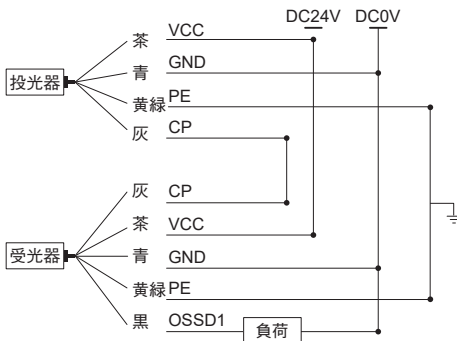 DC24V DC0V
茶 VCC
青 GND
投光器
黄緑 PE
灰 CP
灰 CP
茶 VCC
受光器
青 GND
黄緑 PE
黒 OSSD1 負荷